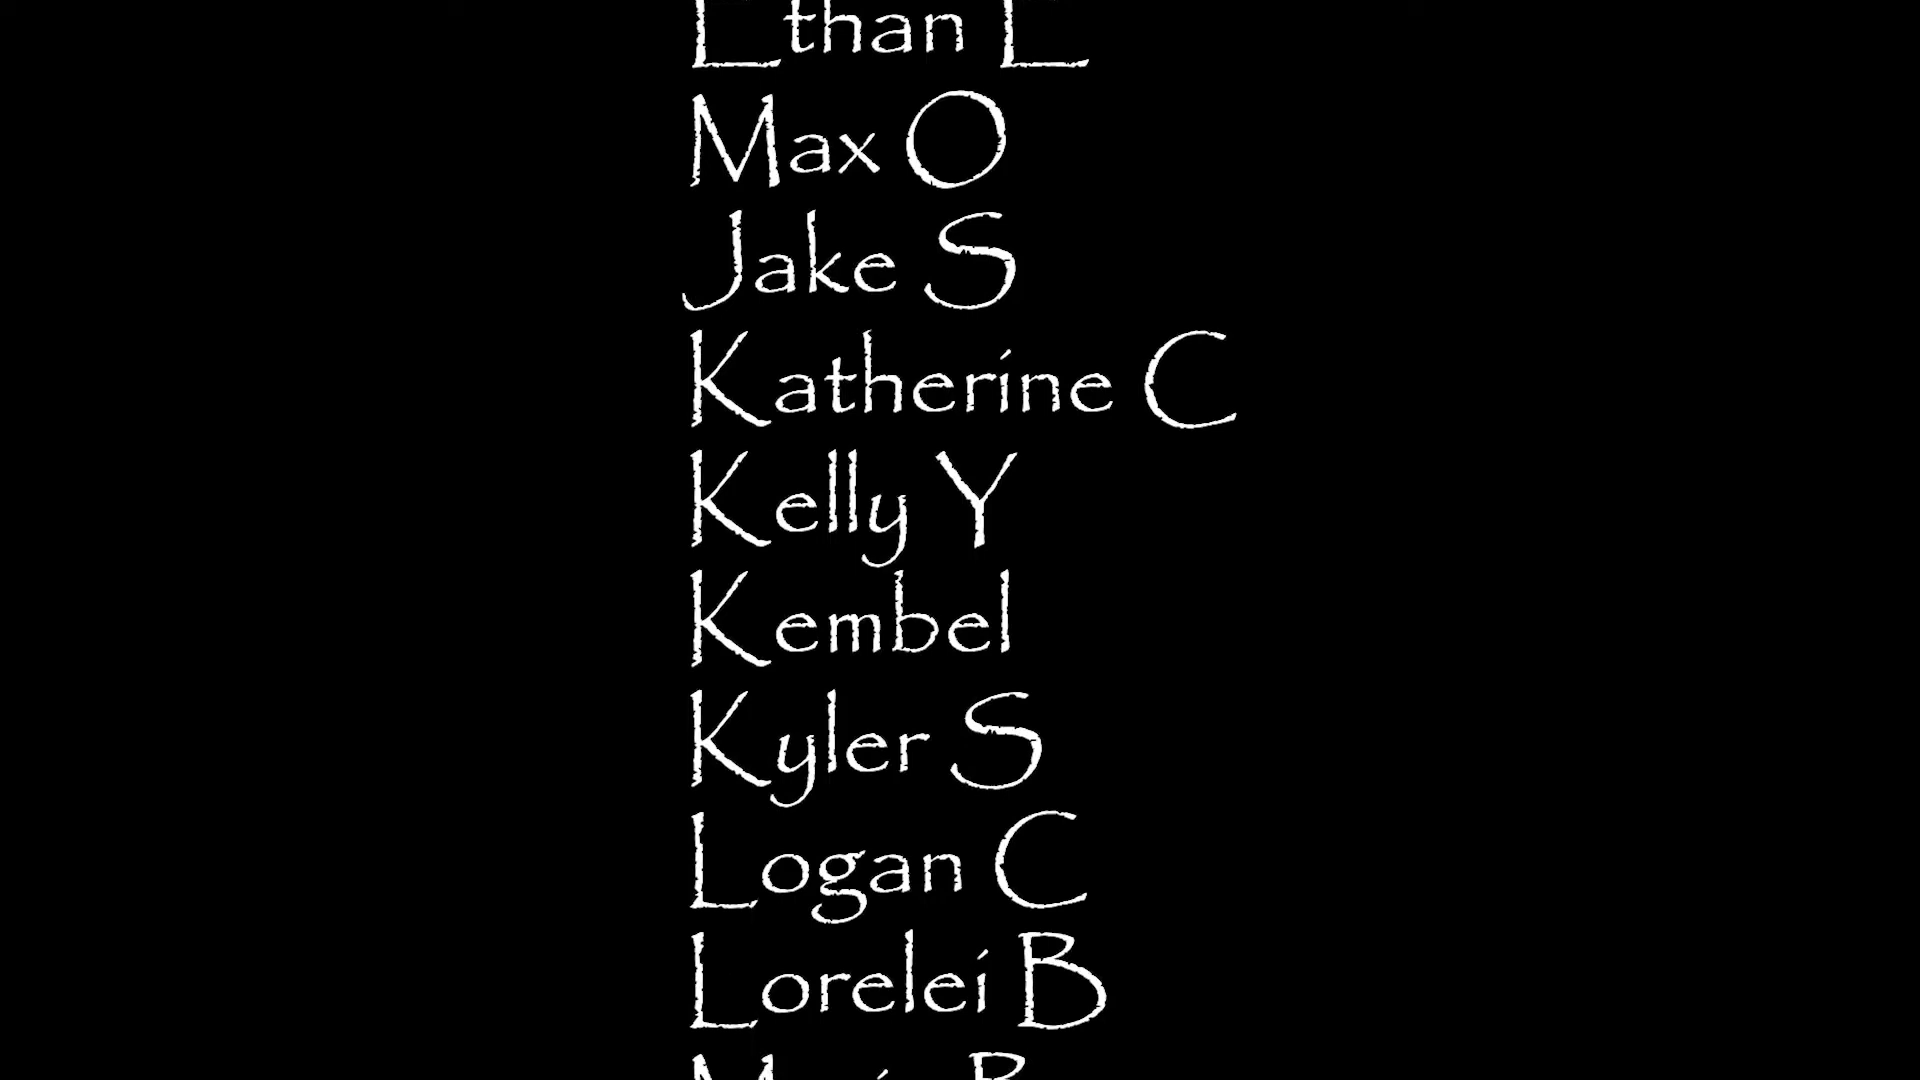 Ethan E
Max O
Jake S
Katherine C
Kelly Y
Kembel
Kyler S
Logan C
Lorelei B